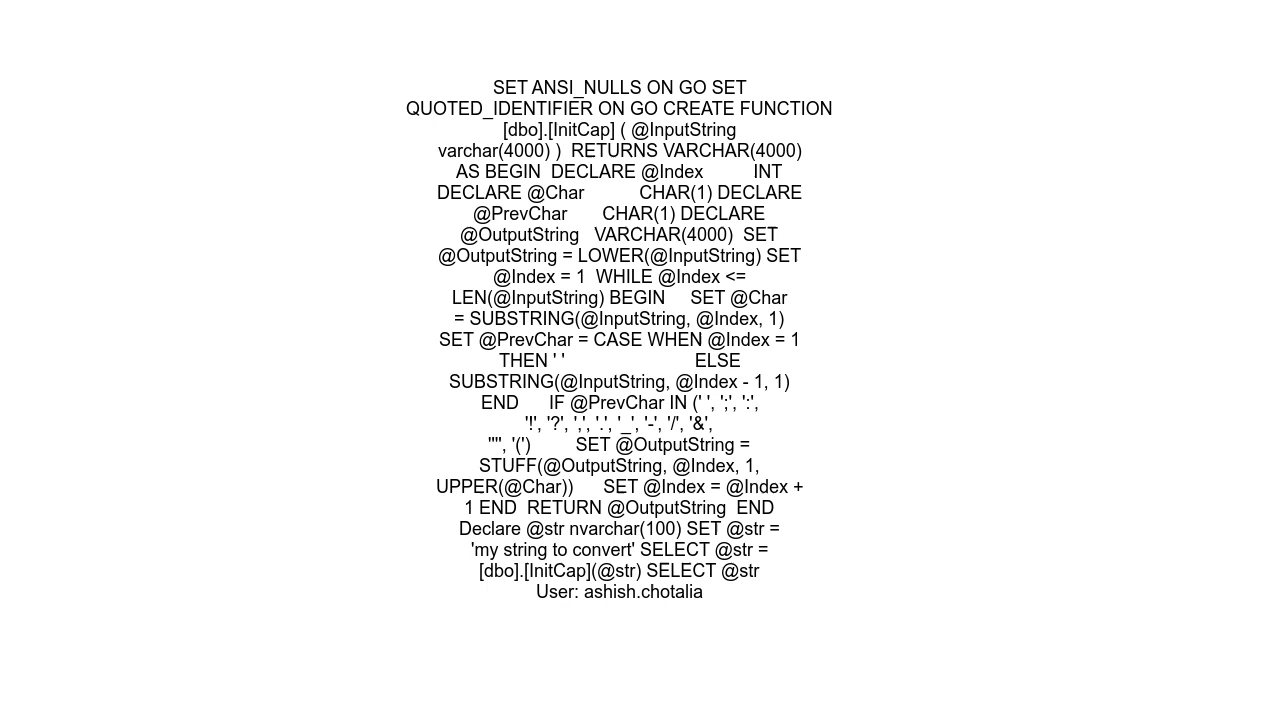 SET ANSI_NULLS ON GO SET
QUOTED_IDENTIFIER ON GO CREATE FUNCTION
[dbo].[InitCap] ( @InputString
varchar(4000) )  RETURNS VARCHAR(4000)
AS BEGIN  DECLARE @Index          INT
DECLARE @Char           CHAR(1) DECLARE
@PrevChar       CHAR(1) DECLARE
@OutputString   VARCHAR(4000)  SET
@OutputString = LOWER(@InputString) SET
@Index = 1  WHILE @Index <=
LEN(@InputString) BEGIN     SET @Char
= SUBSTRING(@InputString, @Index, 1)
SET @PrevChar = CASE WHEN @Index = 1
THEN ' '                          ELSE
SUBSTRING(@InputString, @Index - 1, 1)
END      IF @PrevChar IN (' ', ';', ':',
'!', '?', ',', '.', '_', '-', '/', '&',
'''', '(')         SET @OutputString =
STUFF(@OutputString, @Index, 1,
UPPER(@Char))      SET @Index = @Index +
1 END  RETURN @OutputString  END
Declare @str nvarchar(100) SET @str =
'my string to convert' SELECT @str =
[dbo].[InitCap](@str) SELECT @str
User: ashish.chotalia